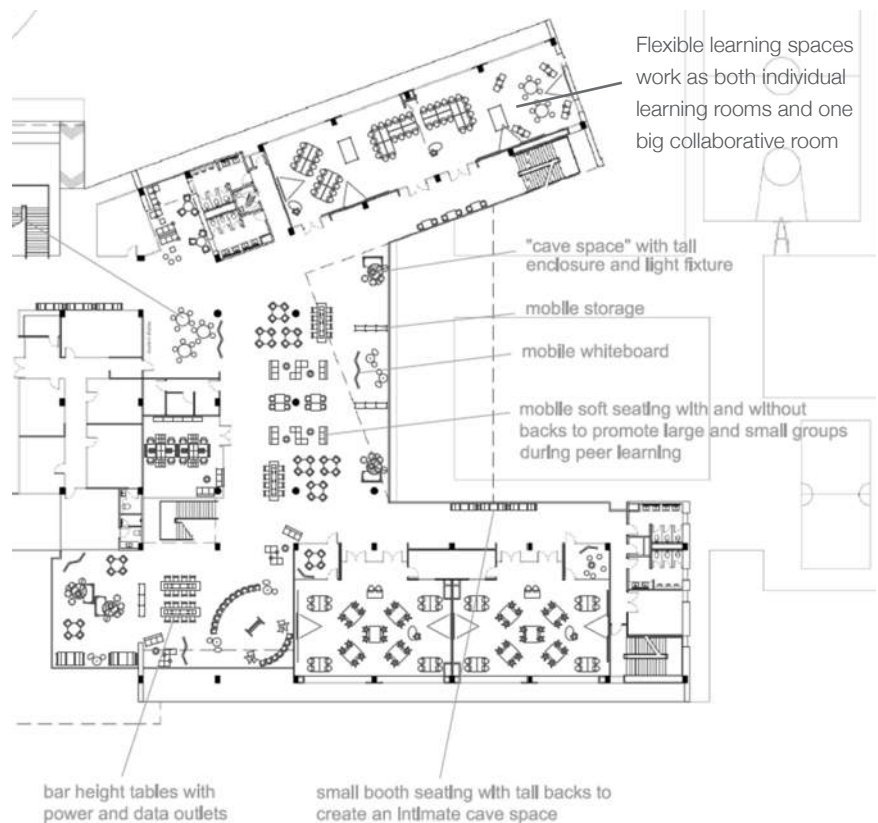 Flexible learning spaces
work as both individual
learning rooms and one
big collaborative room
"cave space" with tall
enclosure and light fixture
mobile storage
mobile whiteboard
mobile soft seating with and without
backs to promote large and small groups
during peer learning
bar height tables with
power and data outlets
small booth seating with tall backs to
create an intimate cave space